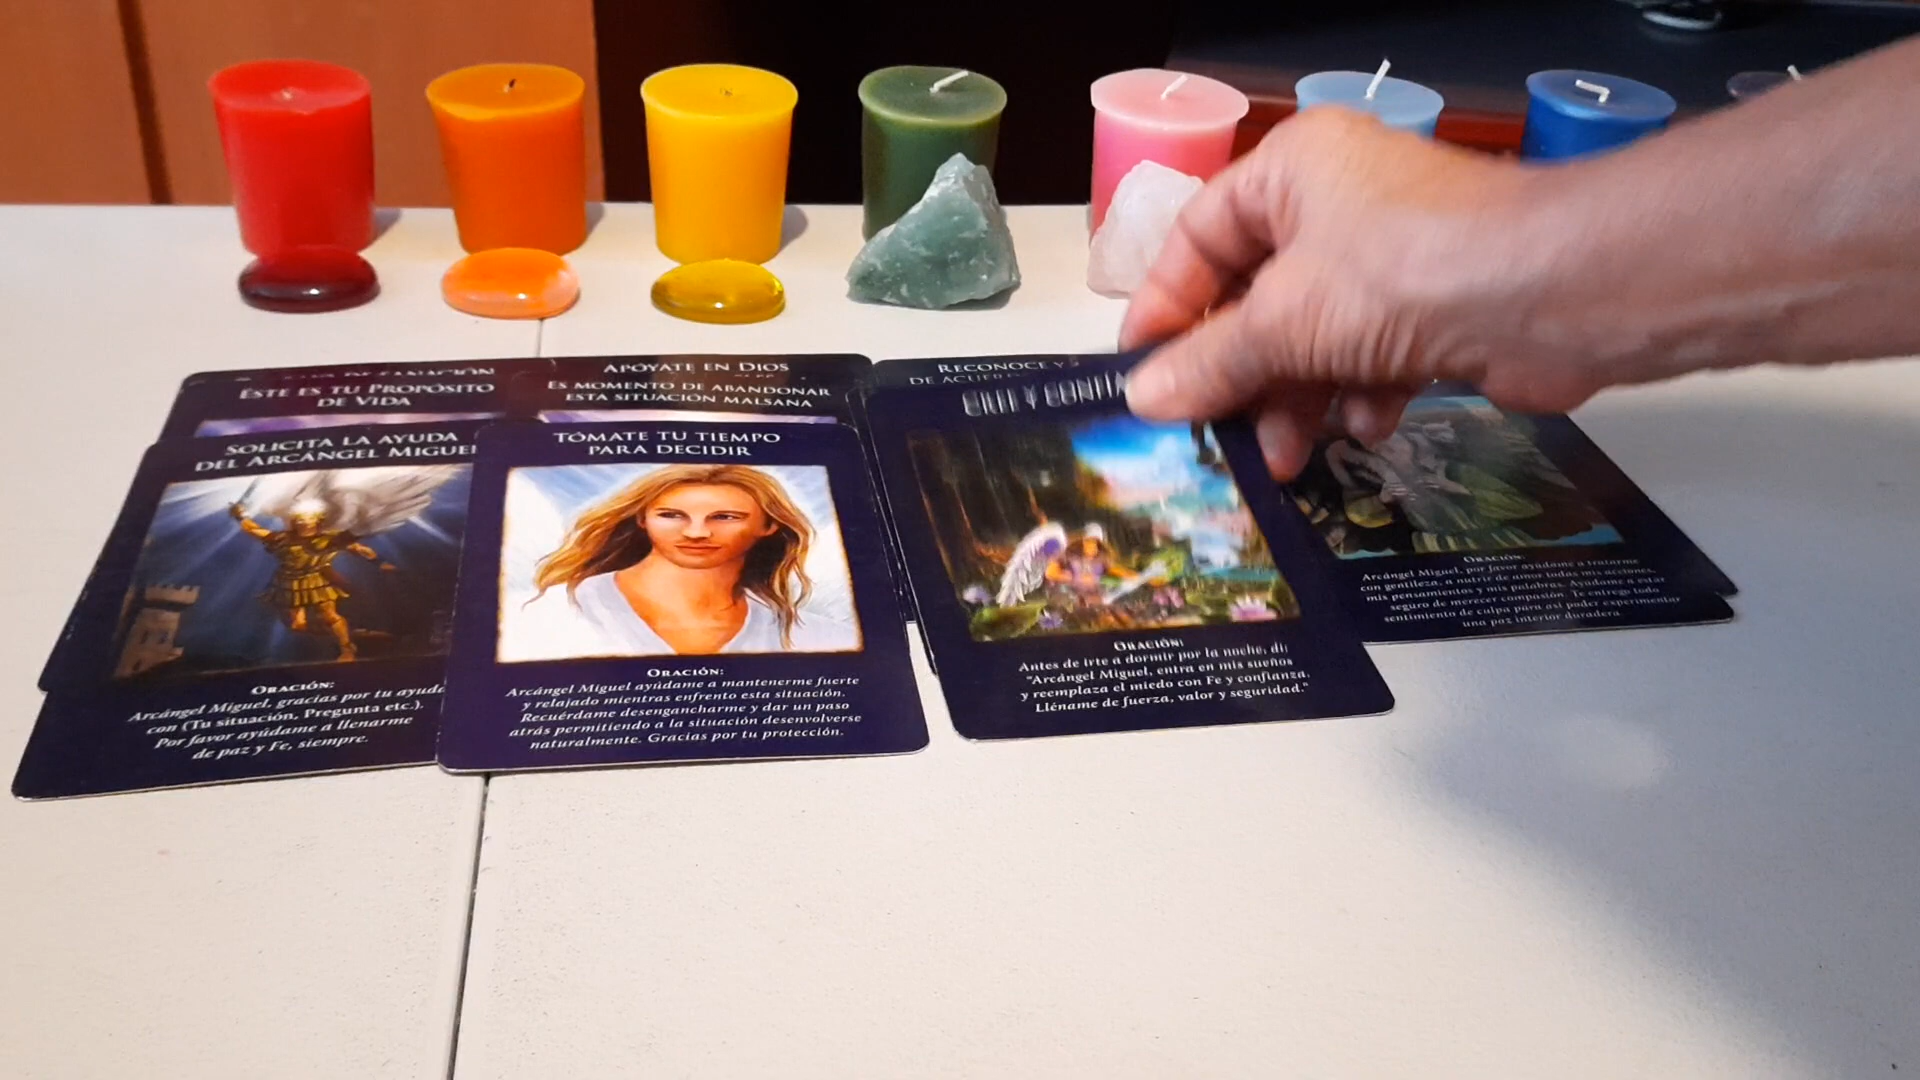 DE SANACIÓN
ÉSTE ES TU PROPÓSITO
DE VIDA
SOLICITA LA AYUDA
DEL ARCÁNGEL MIGUEL
ORACIÓN:
Arcángel Miguel, gracias por tu ayuda
con (Tu situación, Pregunta etc.).
Por favor ayúdame a llenarme
de paz y Fe, siempre.
APÓYATE EN DIOS
ES MOMENTO DE ABANDONAR
ESTA SITUACIÓN MALSANA
TÓMATE TU TIEMPO
PARA DECIDIR
ORACIÓN:
Arcángel Miguel ayúdame a mantenerme fuerte
y relajado mientras enfrento esta situación.
Recuérdame desengancharme y dar un paso
atrás permitiendo a la situación desenvolverse
naturalmente. Gracias por tu protección.
RECONOCE Y
DE ACUERD
ORACIÓN:
Antes de irte a dormir por la noche, di:
"Arcángel Miguel, entra en mis sueños
y reemplaza el miedo con Fe y confianza.
Lléname de fuerza, valor y seguridad."
ORACIÓN:
Arcángel Miguel, por favor ayúdame a tratarme
con gentileza, a nutrir de amor todas mis acciones,
mis pensamientos y mis palabras. Ayúdame a estar
seguro de merecer compasión. Te entrego todo
sentimiento de culpa para así poder experimentar
una paz interior duradera.